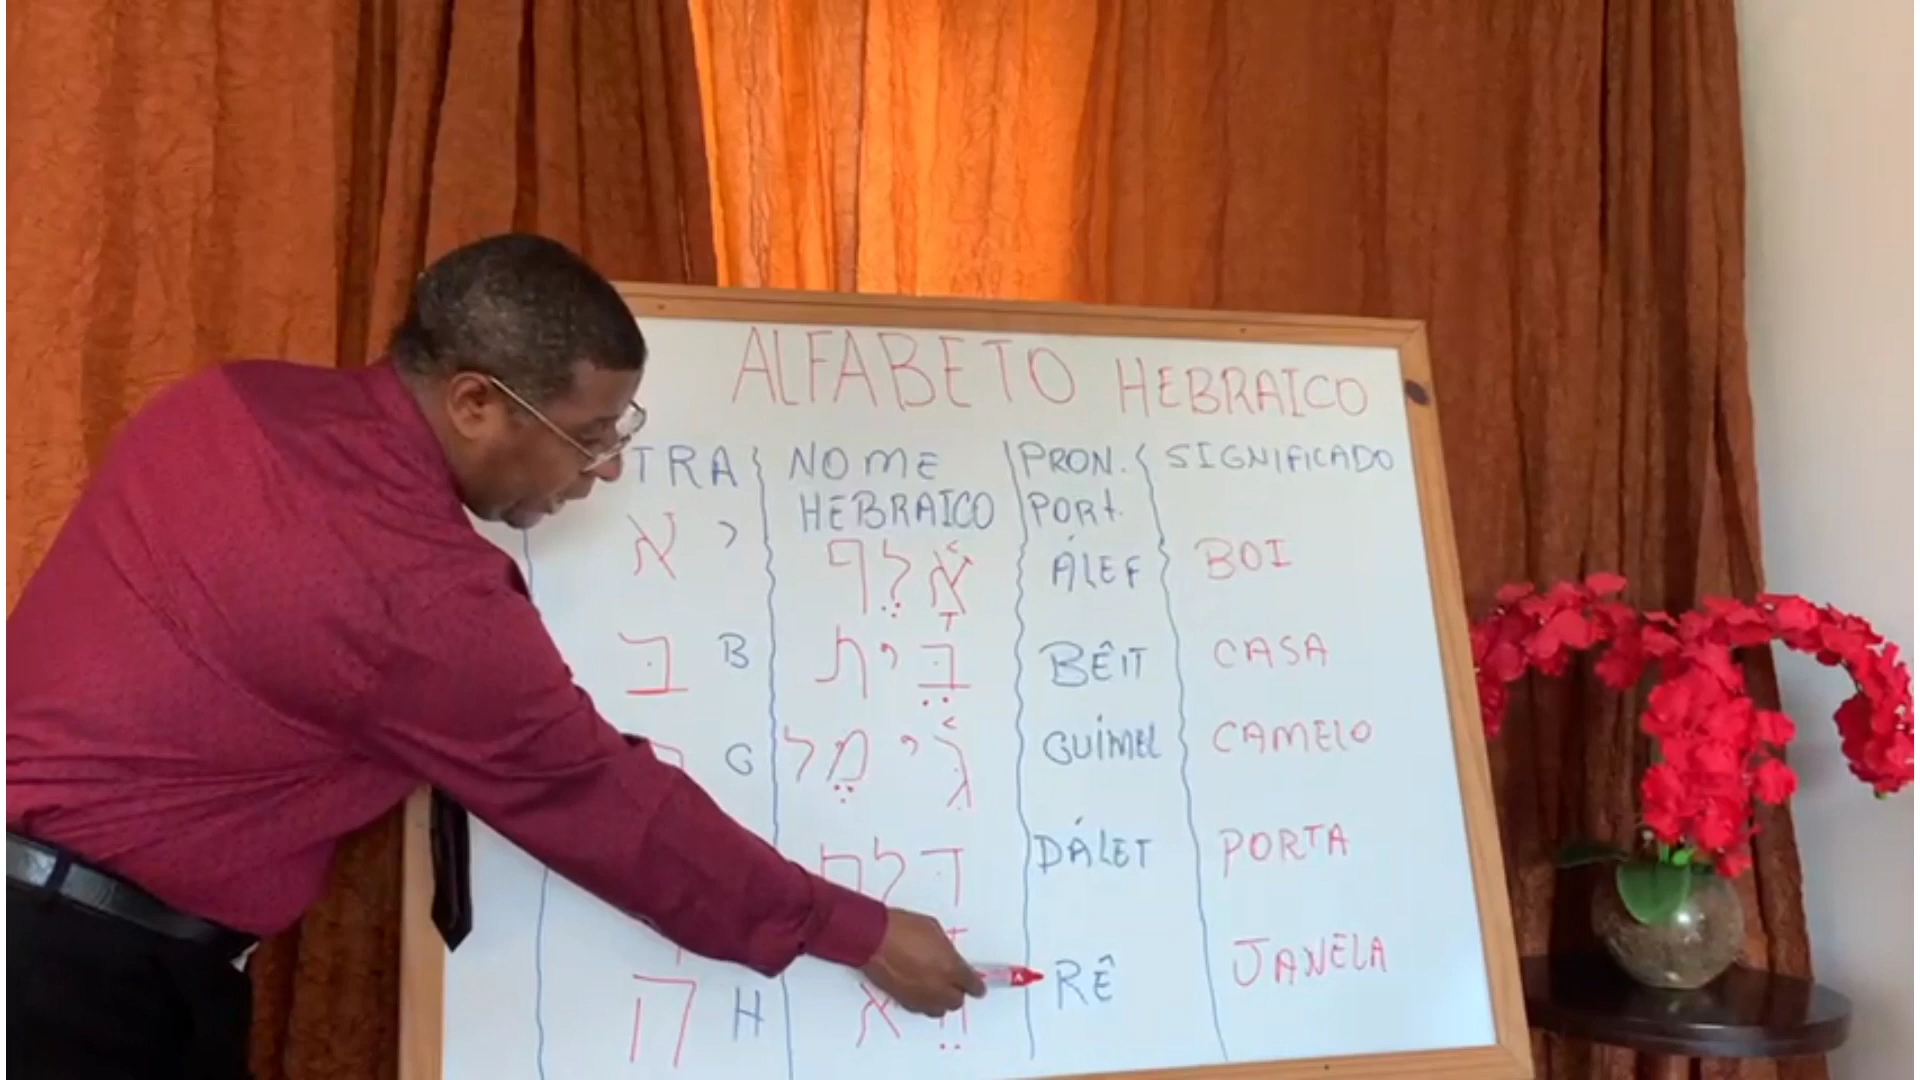 ALFABETO HEBRAICO
TRA NOME HEBRAICO PRON. PORT. SIGNIFICADO
א אָלֶף ÁLEF BOI
בּ B בֵּית BÊIT CASA
G גִּימֶל GUÍMEL CAMELO
DÁLET PORTA
ה H הֵא RÊ JANELA